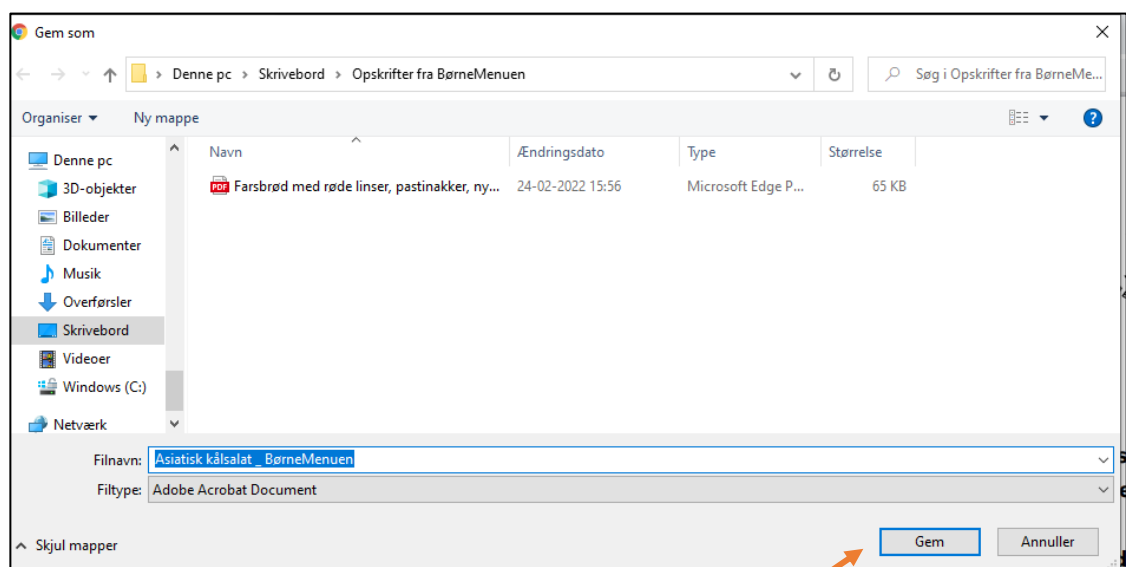 Gem som
Denne pc › Skrivebord › Opskrifter fra BørneMenuen
Søg i Opskrifter fra BørneMe...
Organiser
Ny mappe
Navn Ændringsdato Type Størrelse
Farsbrød med røde linser, pastinakker, ny... 24-02-2022 15:56 Microsoft Edge P... 65 KB
Denne pc
3D-objekter
Billeder
Dokumenter
Musik
Overførsler
Skrivebord
Videoer
Windows (C:)
Netværk
Filnavn: Asiatisk kålsalat _ BørneMenuen
Filtype: Adobe Acrobat Document
Skjul mapper
Gem
Annuller